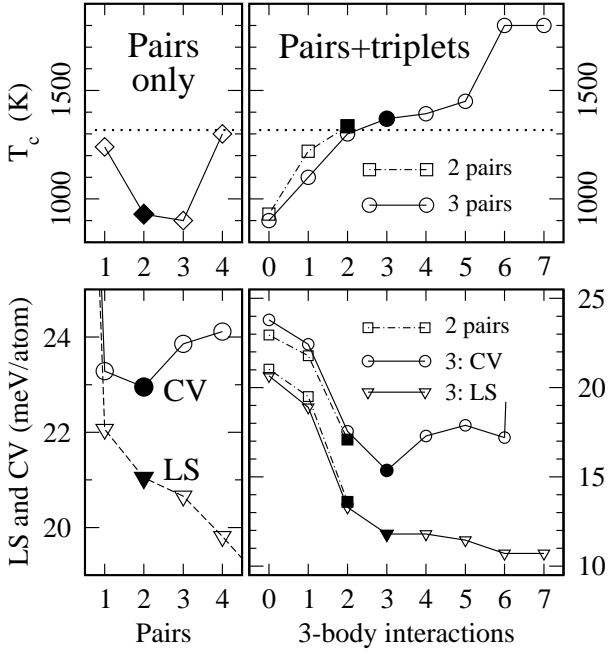 Pairs
only
Pairs+triplets
T_c (K)
1500
1000
1500
1000
2 pairs
3 pairs
1 2 3 4
0 1 2 3 4 5 6 7
LS and CV (meV/atom)
24
22
20
CV
LS
2 pairs
3: CV
3: LS
25
20
15
10
1 2 3 4
0 1 2 3 4 5 6 7
Pairs
3-body interactions